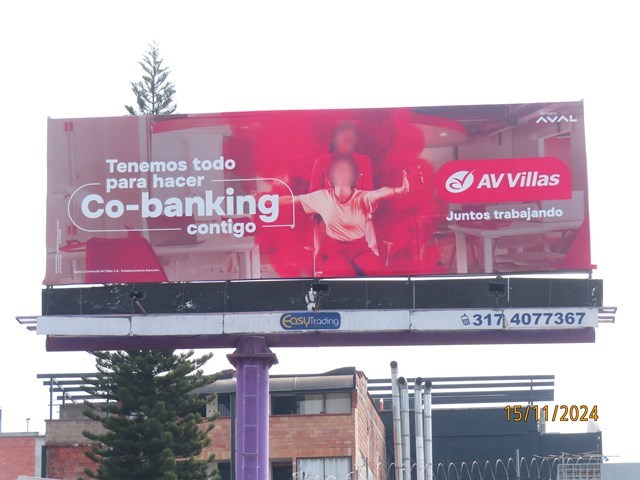 AVAL
Tenemos todo
para hacer
Co-banking
contigo
AV Villas
Juntos trabajando
EasyTrading
317 4077367
15/11/2024